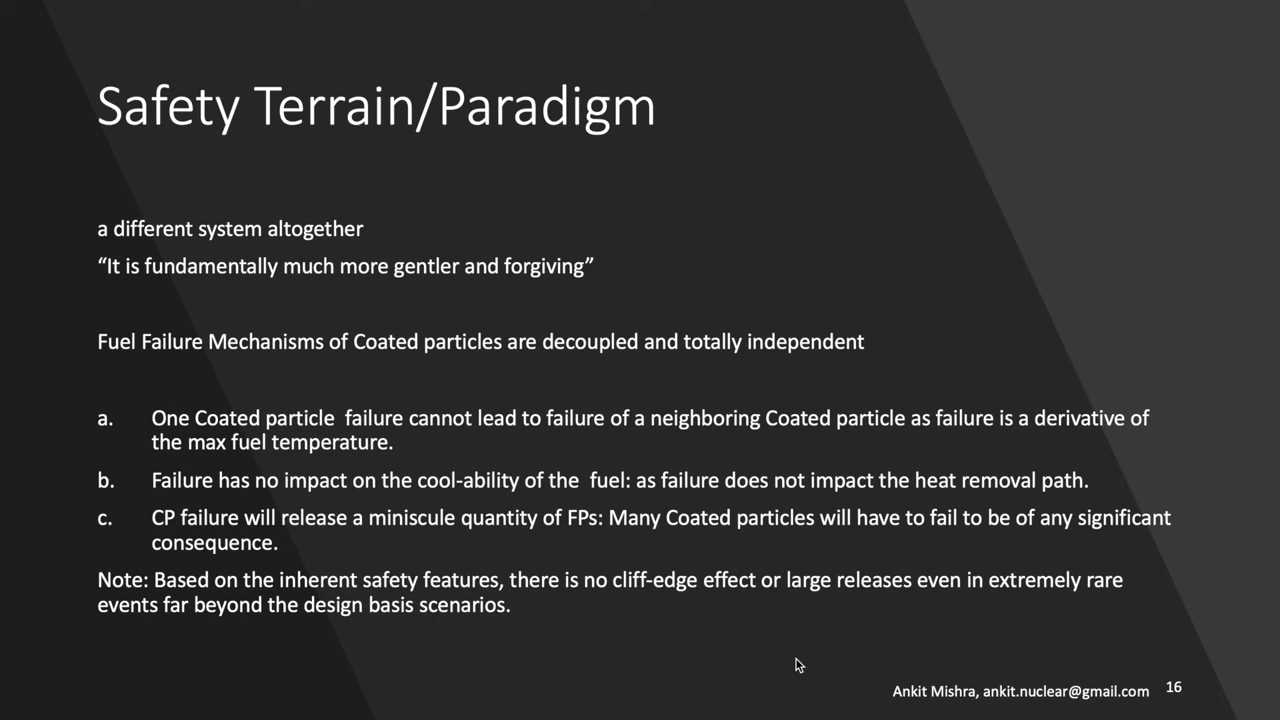 Safety Terrain/Paradigm
a different system altogether
“It is fundamentally much more gentler and forgiving”
Fuel Failure Mechanisms of Coated particles are decoupled and totally independent
a. One Coated particle failure cannot lead to failure of a neighboring Coated particle as failure is a derivative of
the max fuel temperature.
b. Failure has no impact on the cool-ability of the fuel: as failure does not impact the heat removal path.
c. CP failure will release a miniscule quantity of FPs: Many Coated particles will have to fail to be of any significant
consequence.
Note: Based on the inherent safety features, there is no cliff-edge effect or large releases even in extremely rare
events far beyond the design basis scenarios.
Ankit Mishra, ankit.nuclear@gmail.com 16